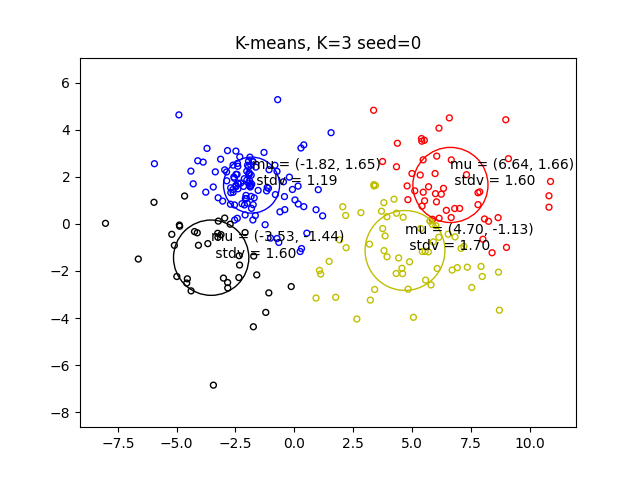 K-means, K=3 seed=0
6
4
2
0
−2
−4
−6
−8
mu = (-1.82, 1.65)
stdv = 1.19
mu = (6.64, 1.66)
stdv = 1.60
mu = (-3.53, -1.44)
stdv = 1.60
mu = (4.70, -1.13)
stdv = 1.70
−7.5 −5.0 −2.5 0.0 2.5 5.0 7.5 10.0